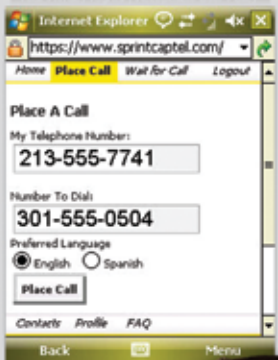 Internet Explorer
https://www.sprintcaptel.com/
Home Place Call Wait for Call Logout
Place A Call
My Telephone Number:
213-555-7741
Number To Dial:
301-555-0504
Preferred Language
English Spanish
Place Call
Contacts Profile FAQ
Back Menu